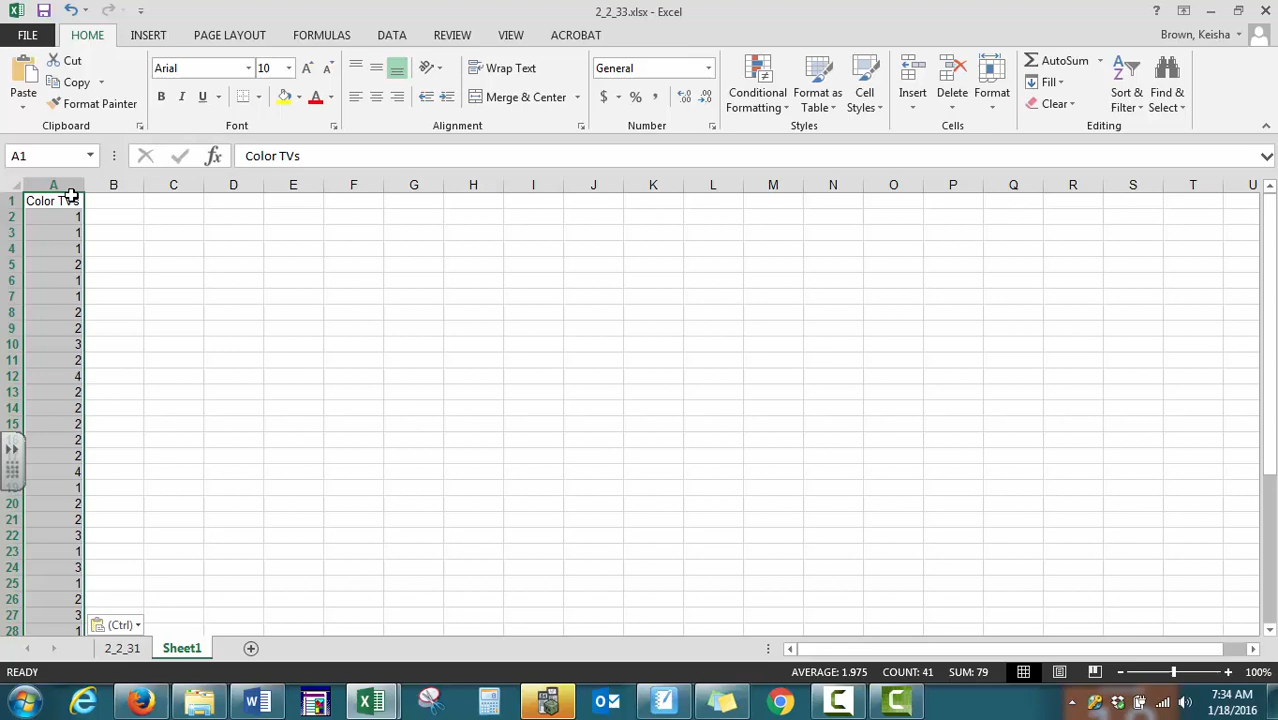 2_2_33.xlsx - Excel
FILE HOME INSERT PAGE LAYOUT FORMULAS DATA REVIEW VIEW ACROBAT Brown, Keisha
Paste Cut Copy Format Painter Clipboard
Arial 10 B I U A A A Font
Wrap Text Merge & Center Alignment
General $ % , Number
Conditional Formatting Format as Table Cell Styles Styles
Insert Delete Format Cells
AutoSum Fill Clear Sort & Filter Find & Select Editing
A1 fx Color TVs
A B C D E F G H I J K L M N O P Q R S T U
1 Color TVs
2 1
3 1
4 1
5 2
6 1
7 1
8 2
9 2
10 3
11 2
12 4
13 2
14 2
15 2
16 2
2
4
19 1
20 2
21 2
22 3
23 1
24 3
25 1
26 2
27 3
28 1
(Ctrl)
2_2_31 Sheet1
READY AVERAGE: 1.975 COUNT: 41 SUM: 79 100%
7:34 AM
1/18/2016